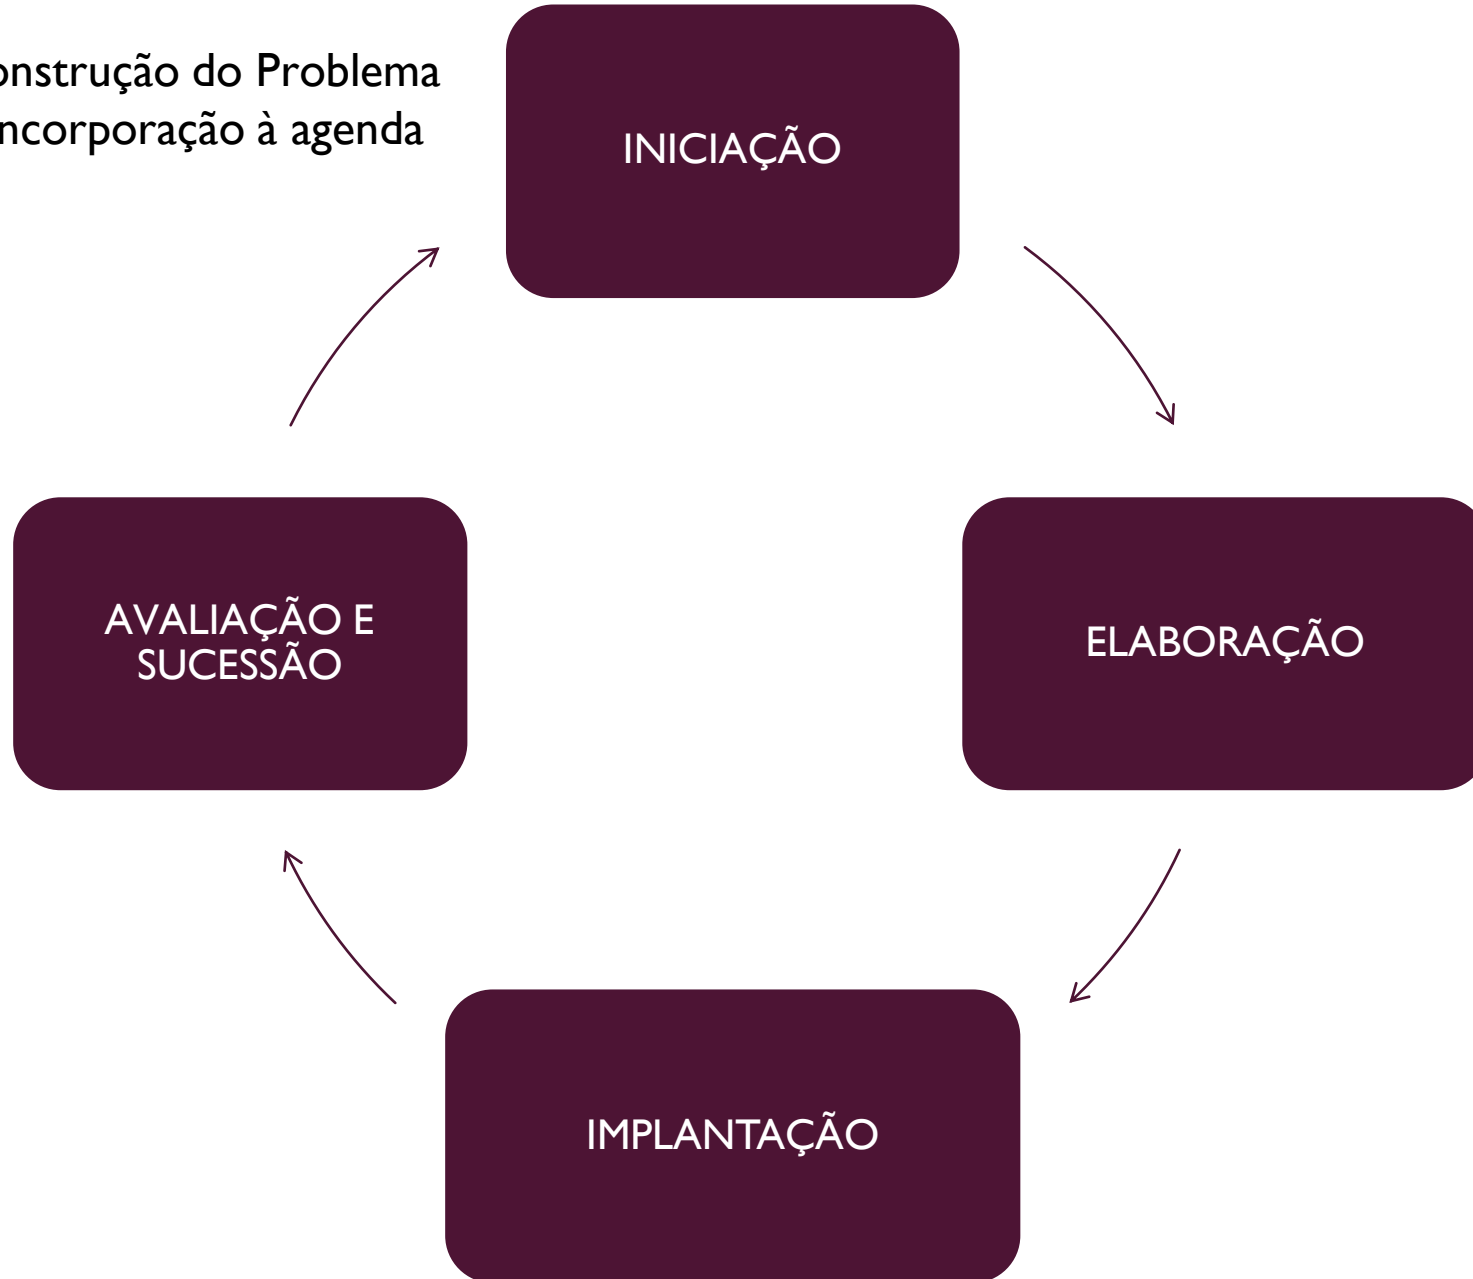 onstrução do Problema
ncorporação à agenda
INICIAÇÃO
AVALIAÇÃO E
SUCESSÃO
ELABORAÇÃO
IMPLANTAÇÃO